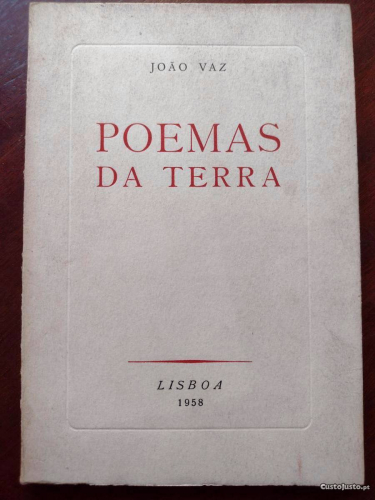 JOÃO VAZ
POEMAS
DA TERRA
LISBOA
1958
CustoJusto.pt